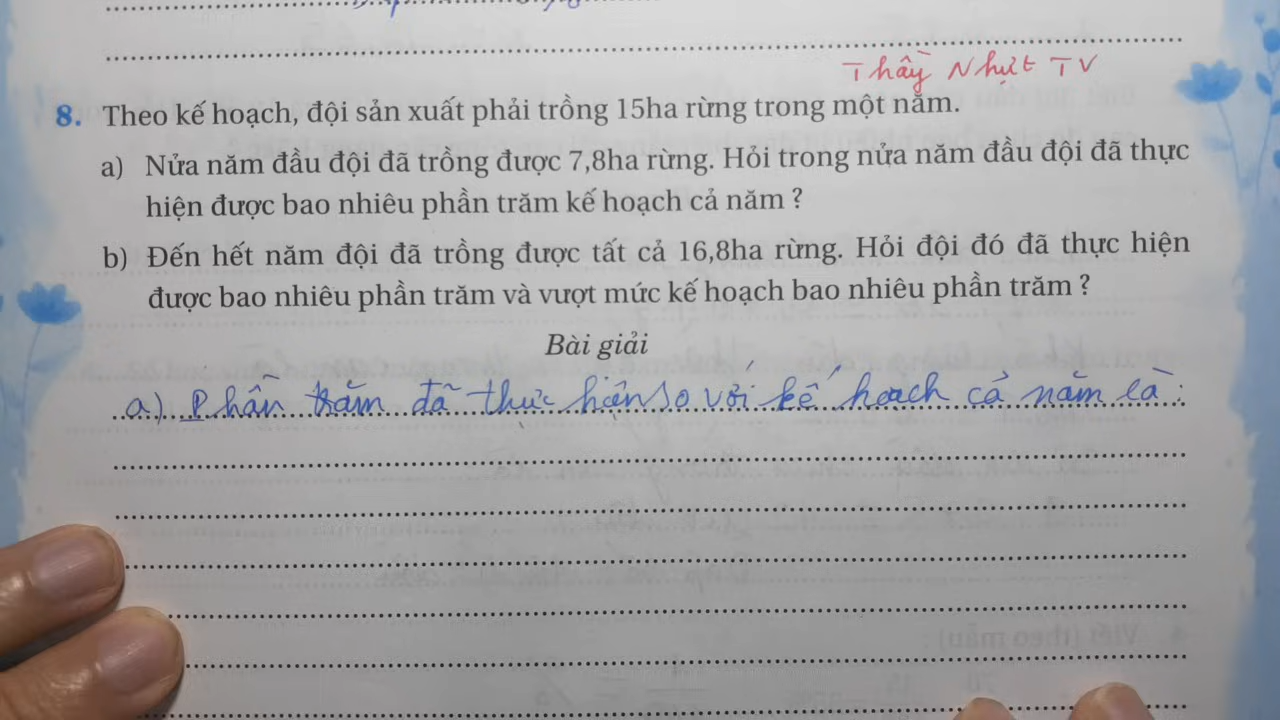 Thầy Nhựt TV
8. Theo kế hoạch, đội sản xuất phải trồng 15ha rừng trong một năm.
a) Nửa năm đầu đội đã trồng được 7,8ha rừng. Hỏi trong nửa năm đầu đội đã thực
hiện được bao nhiêu phần trăm kế hoạch cả năm ?
b) Đến hết năm đội đã trồng được tất cả 16,8ha rừng. Hỏi đội đó đã thực hiện
được bao nhiêu phần trăm và vượt mức kế hoạch bao nhiêu phần trăm ?
Bài giải
a) Phần trăm đã thực hiện so với kế hoạch cả năm là :